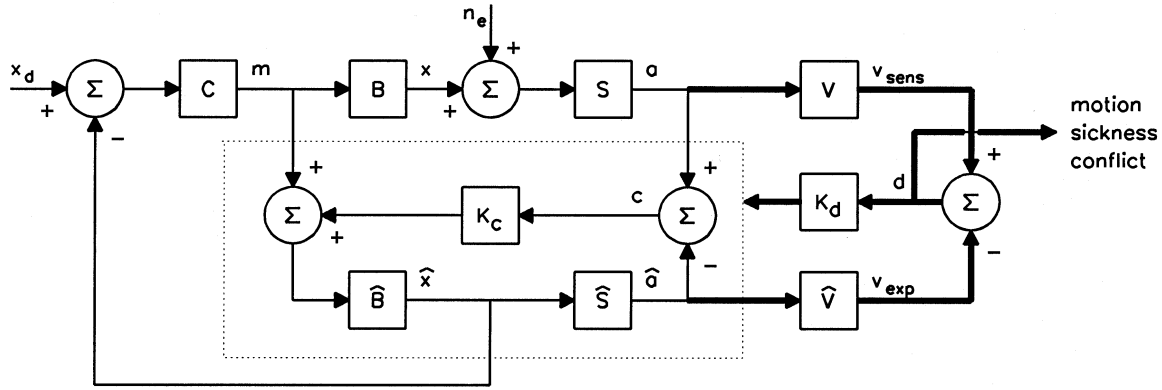 n_e
+
x_d
+
Σ
−
C
m
B
x
+
Σ
S
a
V
v_sens
motion
sickness
conflict
+
+
+
Σ
+
K_c
c
Σ
−
K_d
d
Σ
−
B̂
x̂
Ŝ
â
V̂
v_exp